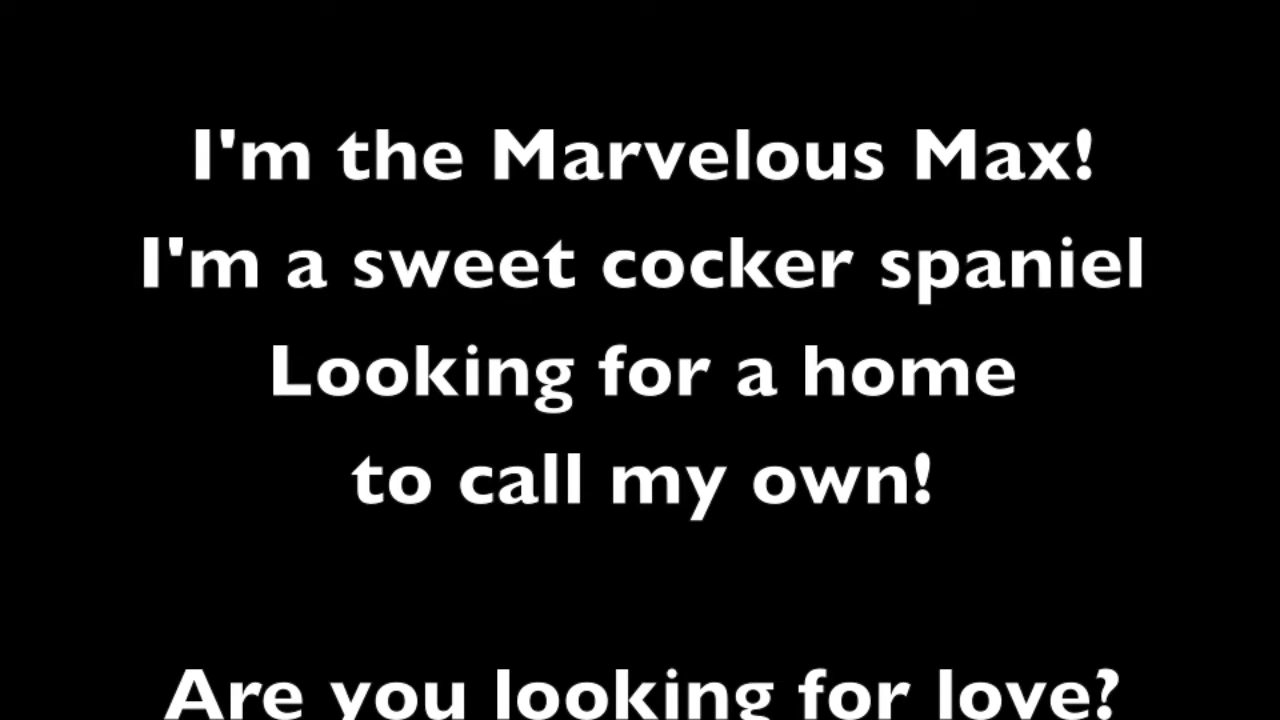 I'm the Marvelous Max!
I'm a sweet cocker spaniel
Looking for a home
to call my own!
Are you looking for love?